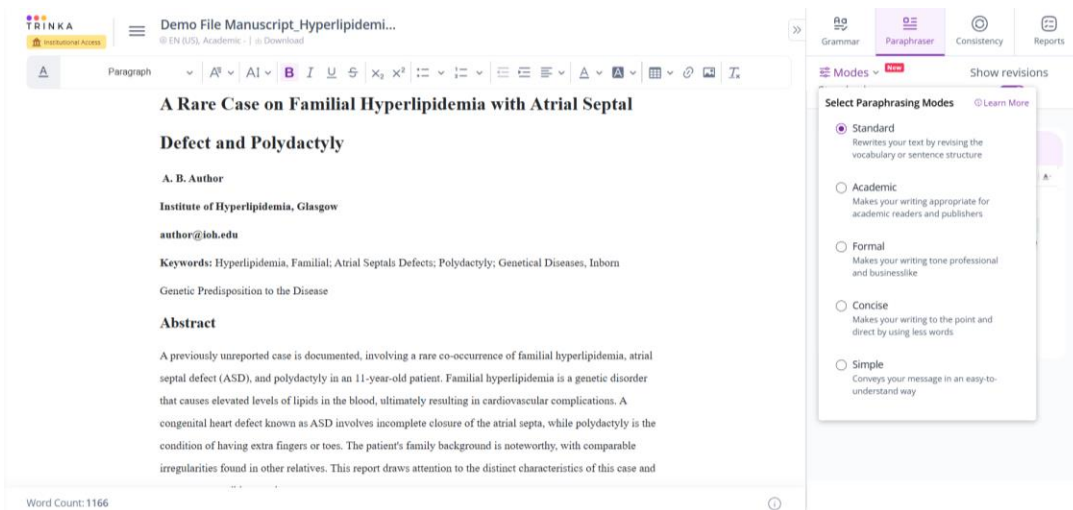 TRINKA
Institutional Access
Demo File Manuscript_Hyperlipidemi...
EN (US), Academic - | Download
Grammar
Paraphraser
Consistency
Reports
Paragraph
A
AI
B I U S X₂ X²
A
A
Modes
New
Show revisions
Select Paraphrasing Modes
Learn More
Standard
Rewrites your text by revising the
vocabulary or sentence structure
Academic
Makes your writing appropriate for
academic readers and publishers
Formal
Makes your writing tone professional
and businesslike
Concise
Makes your writing to the point and
direct by using less words
Simple
Conveys your message in an easy-to-
understand way
A Rare Case on Familial Hyperlipidemia with Atrial Septal
Defect and Polydactyly
A. B. Author
Institute of Hyperlipidemia, Glasgow
author@ioh.edu
Keywords: Hyperlipidemia, Familial; Atrial Septals Defects; Polydactyly; Genetical Diseases, Inborn
Genetic Predisposition to the Disease
Abstract
A previously unreported case is documented, involving a rare co-occurrence of familial hyperlipidemia, atrial
septal defect (ASD), and polydactyly in an 11-year-old patient. Familial hyperlipidemia is a genetic disorder
that causes elevated levels of lipids in the blood, ultimately resulting in cardiovascular complications. A
congenital heart defect known as ASD involves incomplete closure of the atrial septa, while polydactyly is the
condition of having extra fingers or toes. The patient's family background is noteworthy, with comparable
irregularities found in other relatives. This report draws attention to the distinct characteristics of this case and
Word Count: 1166